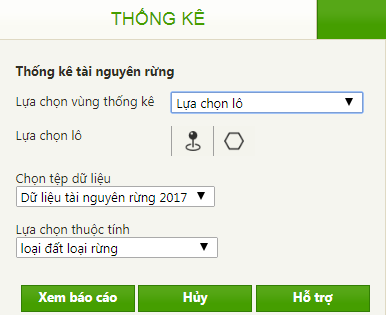 THỐNG KÊ
Thống kê tài nguyên rừng
Lựa chọn vùng thống kê Lựa chọn lô
Lựa chọn lô
Chọn tệp dữ liệu
Dữ liệu tài nguyên rừng 2017
Lựa chọn thuộc tính
loại đất loại rừng
Xem báo cáo Hủy Hỗ trợ